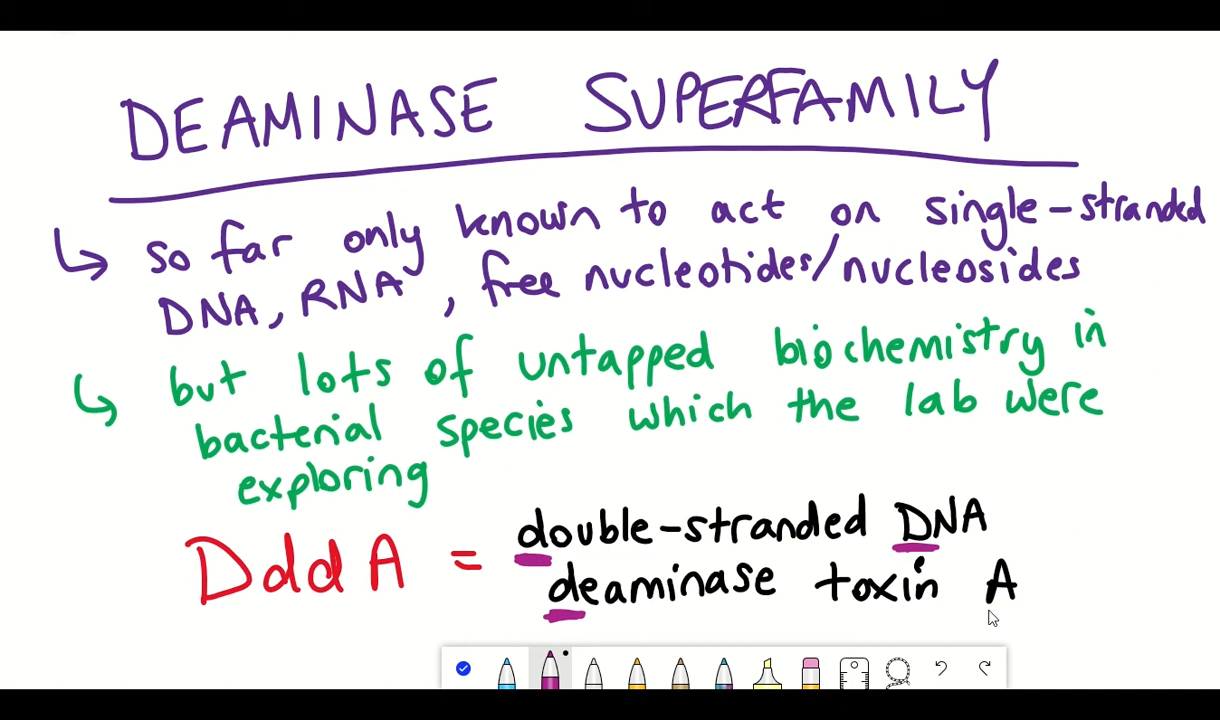 DEAMINASE SUPERFAMILY
↳ so far only known to act on single-stranded
DNA, RNA, free nucleotides/nucleosides
↳ but lots of untapped biochemistry in
bacterial species which the lab were
exploring
DddA = double-stranded DNA
deaminase toxin A